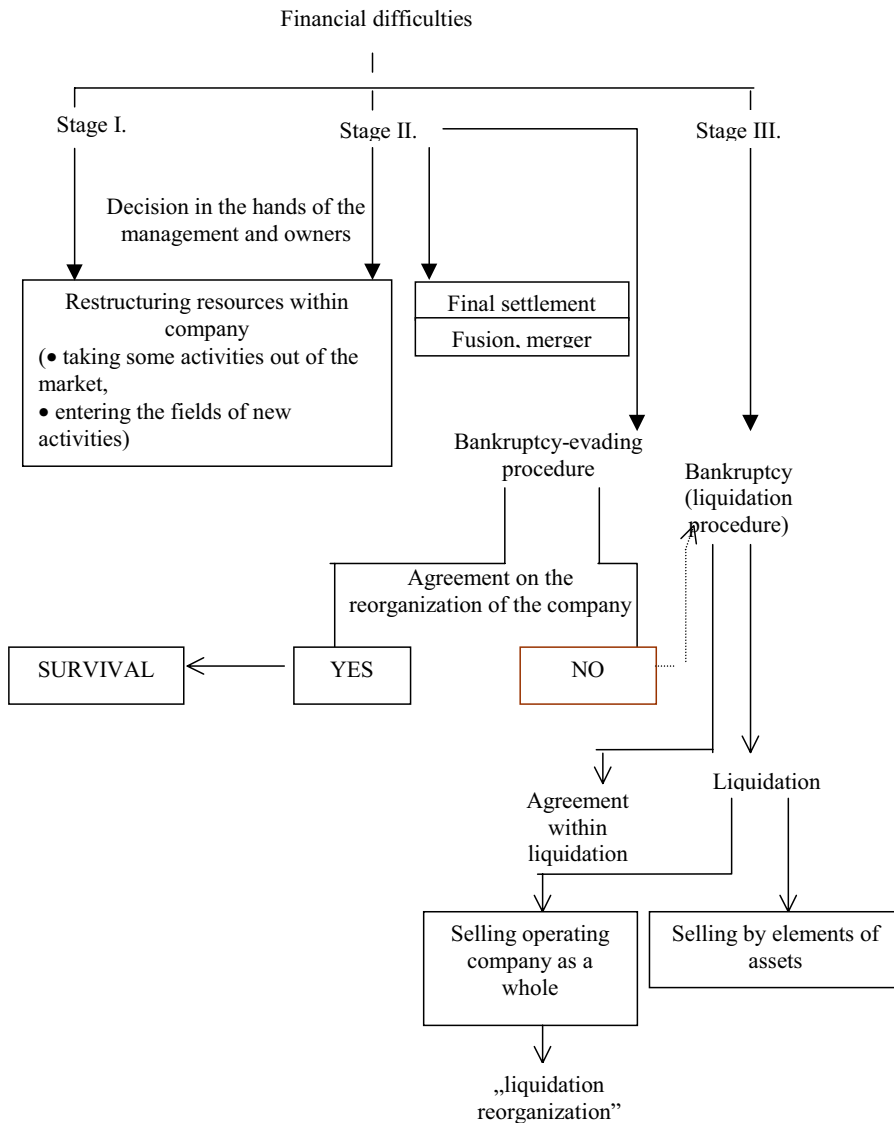 Financial difficulties
Stage I.
Stage II.
Stage III.
Decision in the hands of the
management and owners
Restructuring resources within
company
(• taking some activities out of the
market,
• entering the fields of new
activities)
Final settlement
Fusion, merger
Bankruptcy-evading
procedure
Bankruptcy
(liquidation
procedure)
Agreement on the
reorganization of the company
SURVIVAL
YES
NO
Agreement
within
liquidation
Liquidation
Selling operating
company as a
whole
Selling by elements of
assets
„liquidation
reorganization”